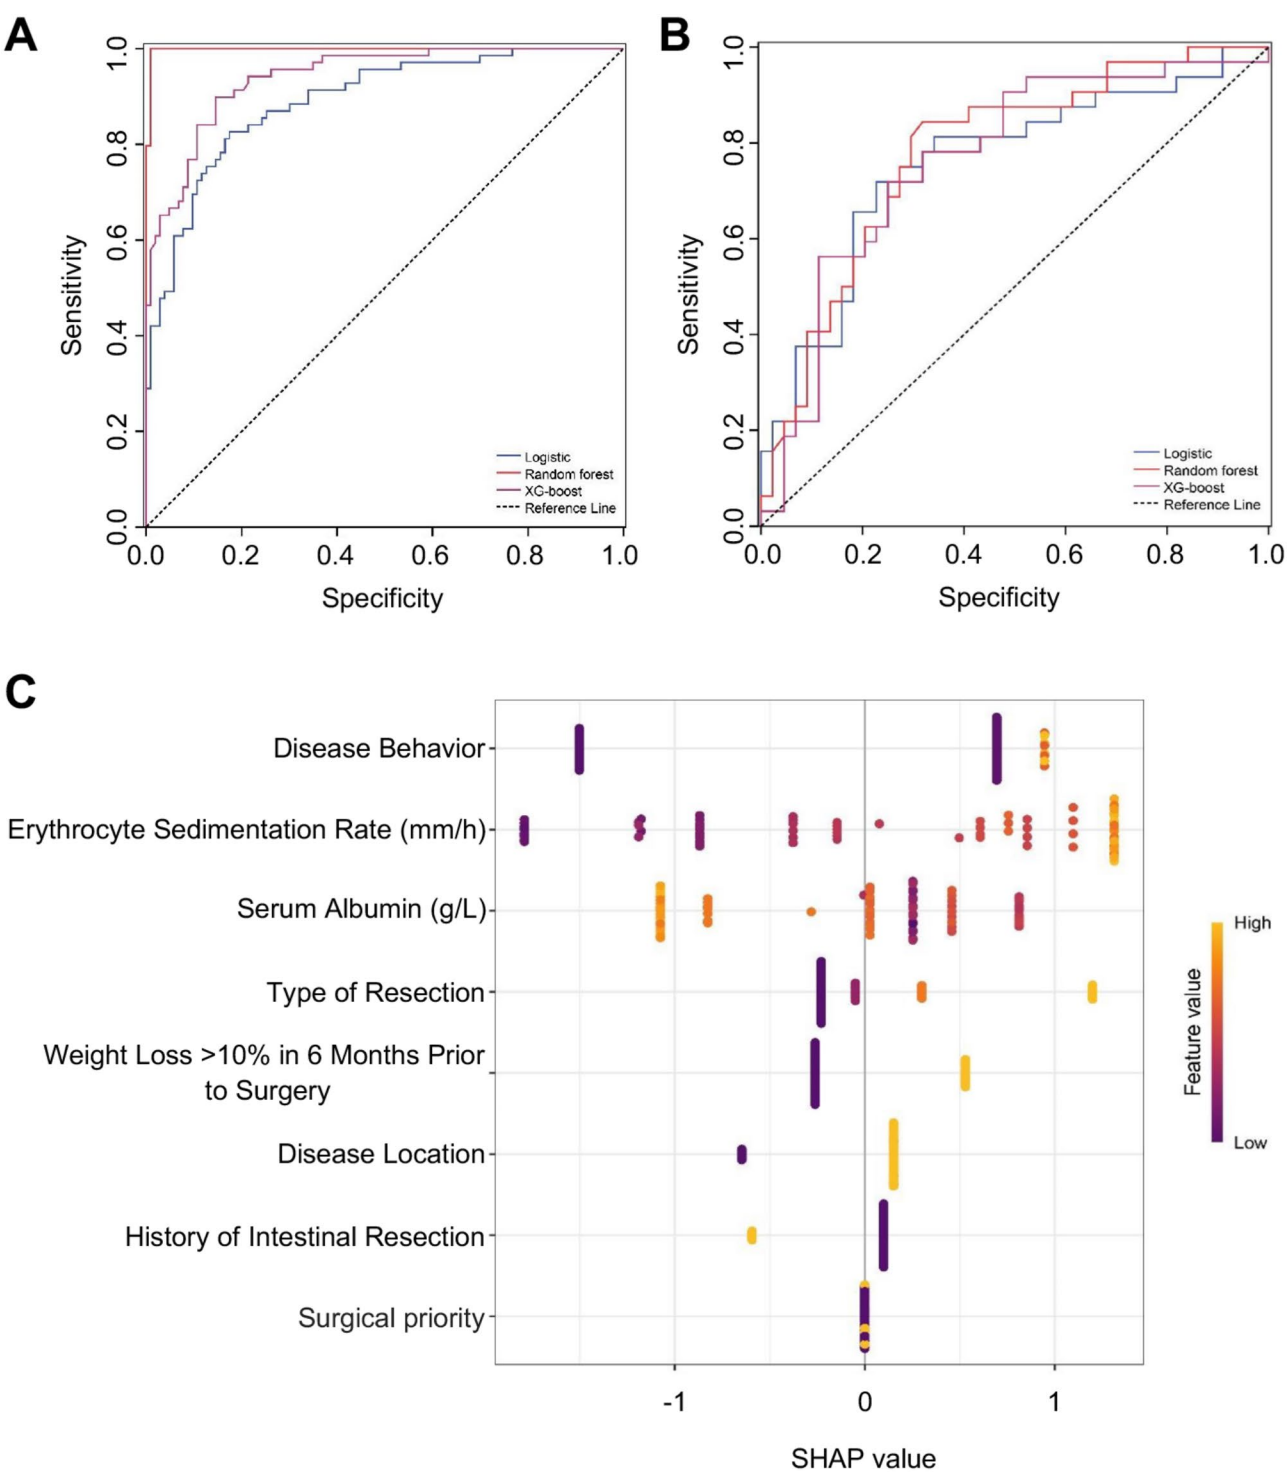 A
1.0
0.8
0.6
0.4
0.2
0.0
Sensitivity
Logistic
Random forest
XG-boost
Reference Line
0.0 0.2 0.4 0.6 0.8 1.0
Specificity
B
1.0
0.8
0.6
0.4
0.2
0.0
Sensitivity
Logistic
Random forest
XG-boost
Reference Line
0.0 0.2 0.4 0.6 0.8 1.0
Specificity
C
Disease Behavior
Erythrocyte Sedimentation Rate (mm/h)
Serum Albumin (g/L)
Type of Resection
Weight Loss >10% in 6 Months Prior
to Surgery
Disease Location
History of Intestinal Resection
Surgical priority
-1 0 1
SHAP value
High
Feature value
Low